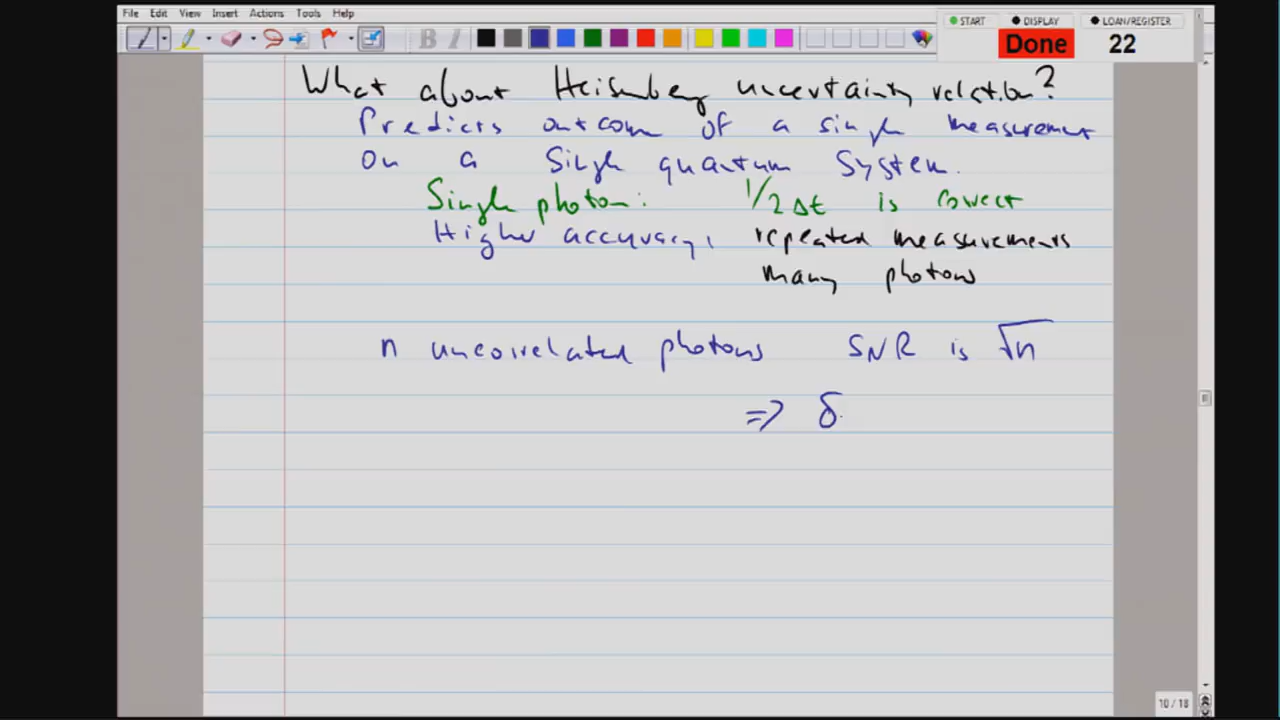 File Edit View Insert Actions Tools Help
START DISPLAY LOAN/REGISTER
Done 22
B I
What about Heisenberg uncertainty relation?
Predicts outcome of a single measurement
on a single quantum system.
Single photon: 1/2Δt is correct
Higher accuracy: repeated measurements
many photons
n uncorrelated photons SNR is √n
=> δ
10 / 18